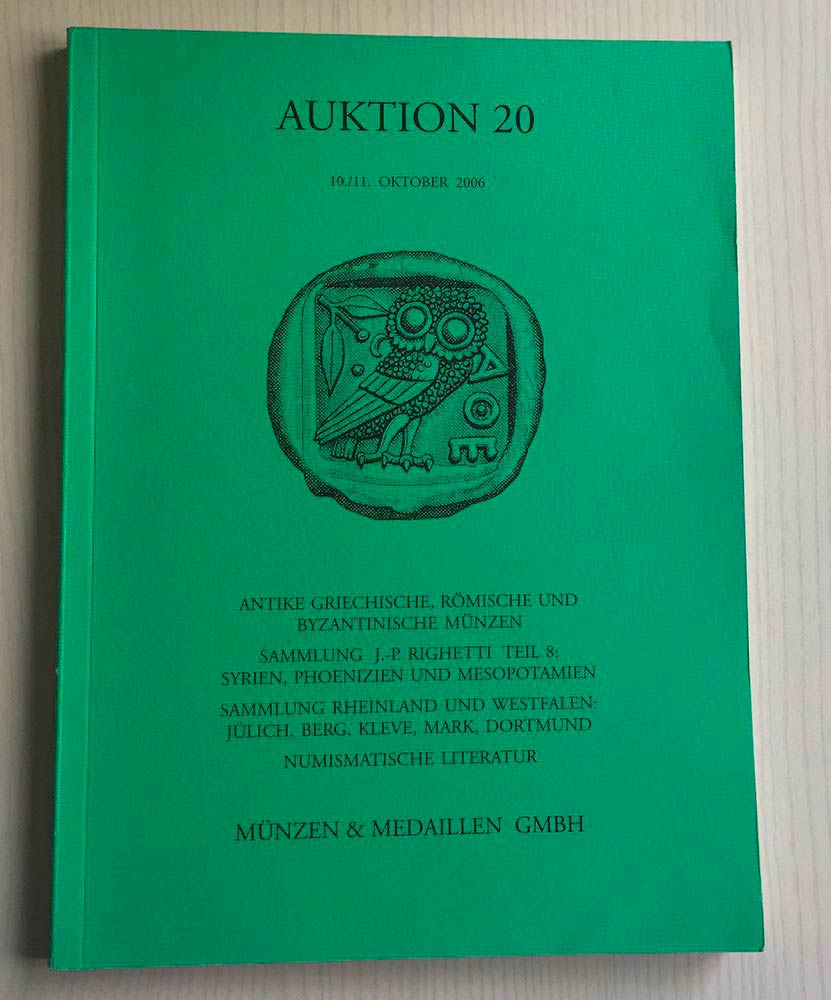 AUKTION 20
10./11. OKTOBER 2006
ΑΘΕ
ANTIKE GRIECHISCHE, RÖMISCHE UND
BYZANTINISCHE MÜNZEN
SAMMLUNG J.-P. RIGHETTI TEIL 8:
SYRIEN, PHOENIZIEN UND MESOPOTAMIEN
SAMMLUNG RHEINLAND UND WESTFALEN:
JÜLICH, BERG, KLEVE, MARK, DORTMUND
NUMISMATISCHE LITERATUR
MÜNZEN & MEDAILLEN GMBH